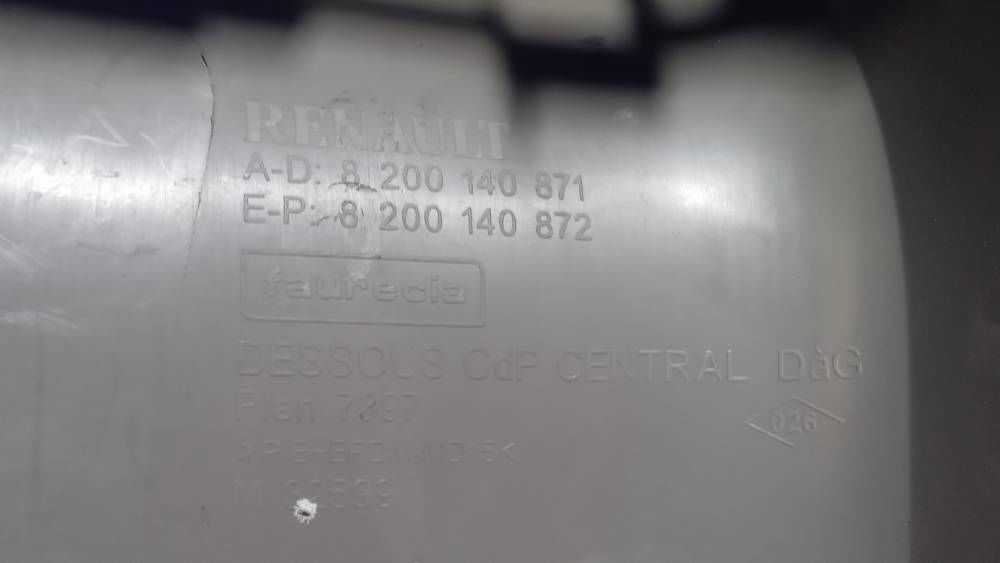 RENAULT
A-D: 8 200 140 871
E-P: 8 200 140 872
faurecia
DESSOUS CdP CENTRAL DàG
Plan 7397
026